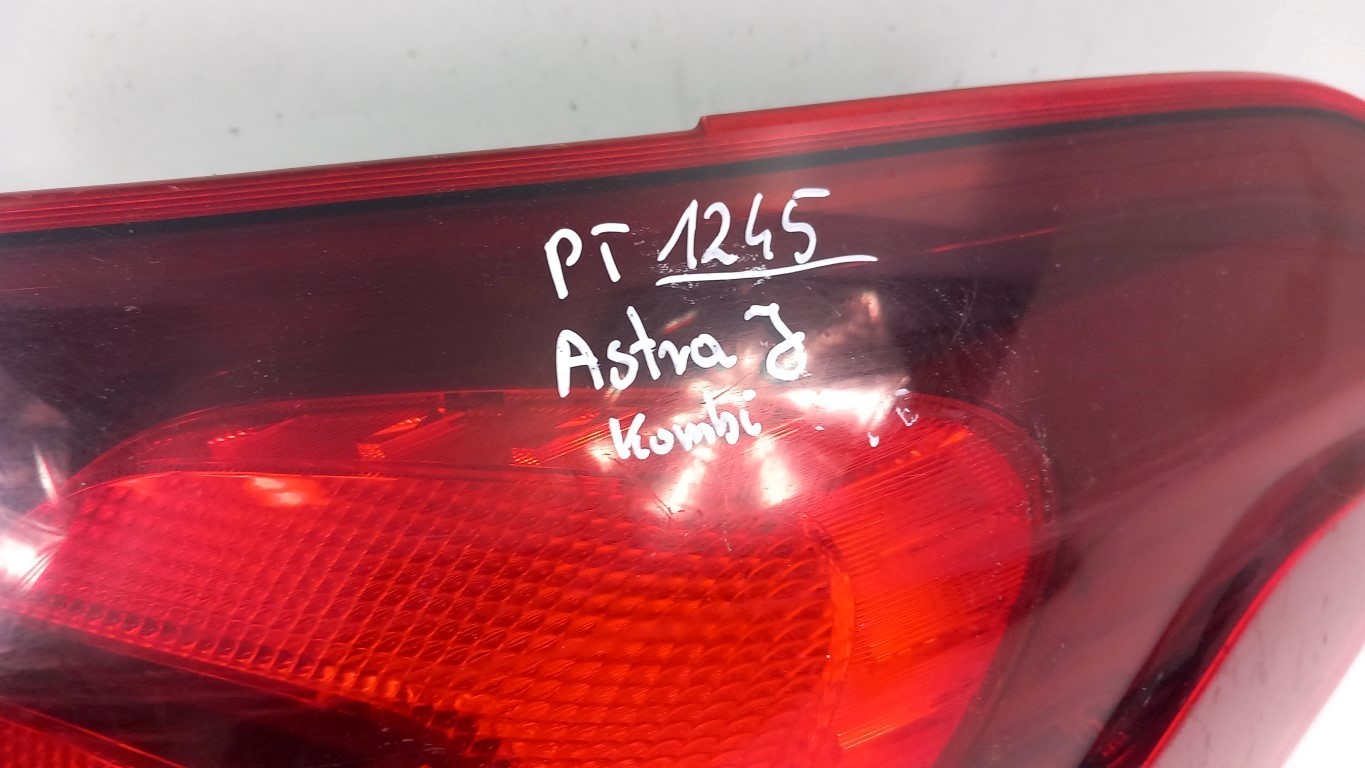 PT 1245
Astra J
Kombi